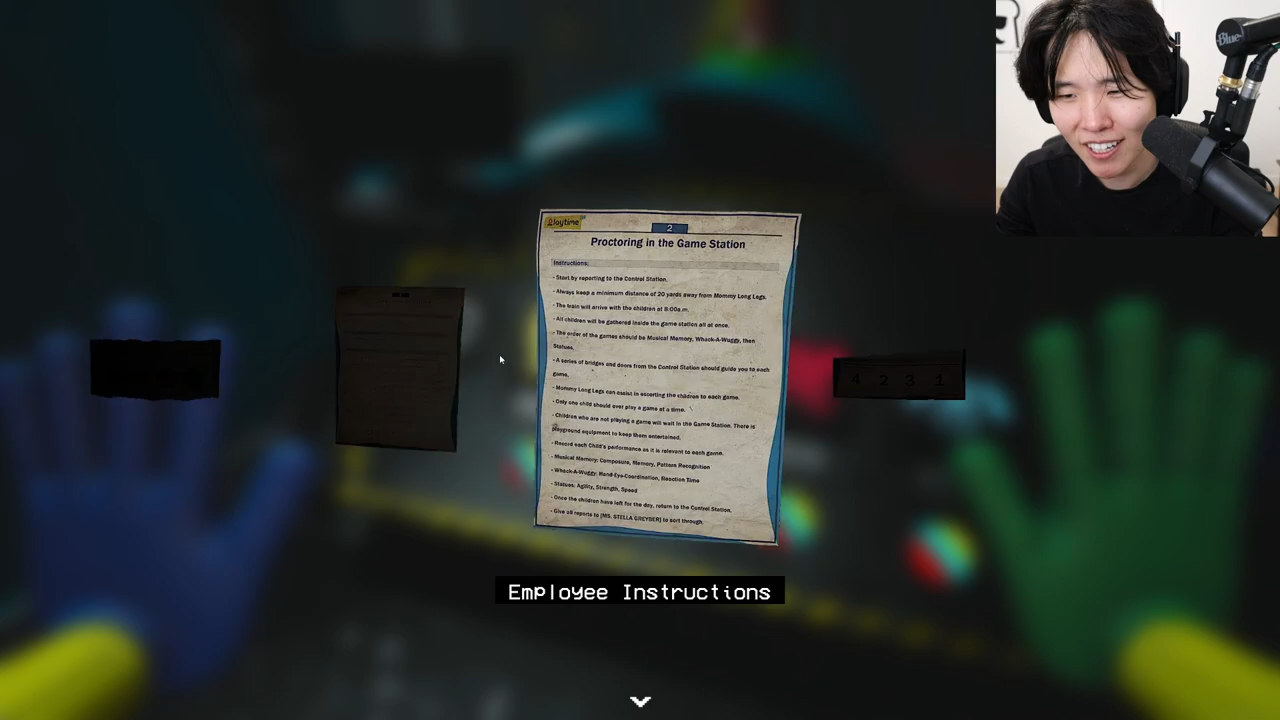 Blue
Playtime
2
Proctoring in the Game Station
Instructions:
- Start by reporting to the Control Station.
- Always keep a minimum distance of 20 yards away from Mommy Long Legs.
- The train will arrive with the children at 8:00a.m.
- All children will be gathered inside the game station all at once.
- The order of the games should be Musical Memory, Whack-A-Wuggy, then
Statues.
- A series of bridges and doors from the Control Station should guide you to each
game.
- Mommy Long Legs can assist in escorting the children to each game.
- Only one child should ever play a game at a time.
- Children who are not playing a game will wait in the Game Station. There is
playground equipment to keep them entertained.
- Record each Child's performance as it is relevant to each game.
- Musical Memory: Composure, Memory, Pattern Recognition
- Whack-A-Wuggy: Hand-Eye-Coordination, Reaction Time
- Statues: Agility, Strength, Speed
- Once the children have left for the day, return to the Control Station.
- Give all reports to [MS. STELLA GREYBER] to sort through.
4 2 3 1
Employee Instructions